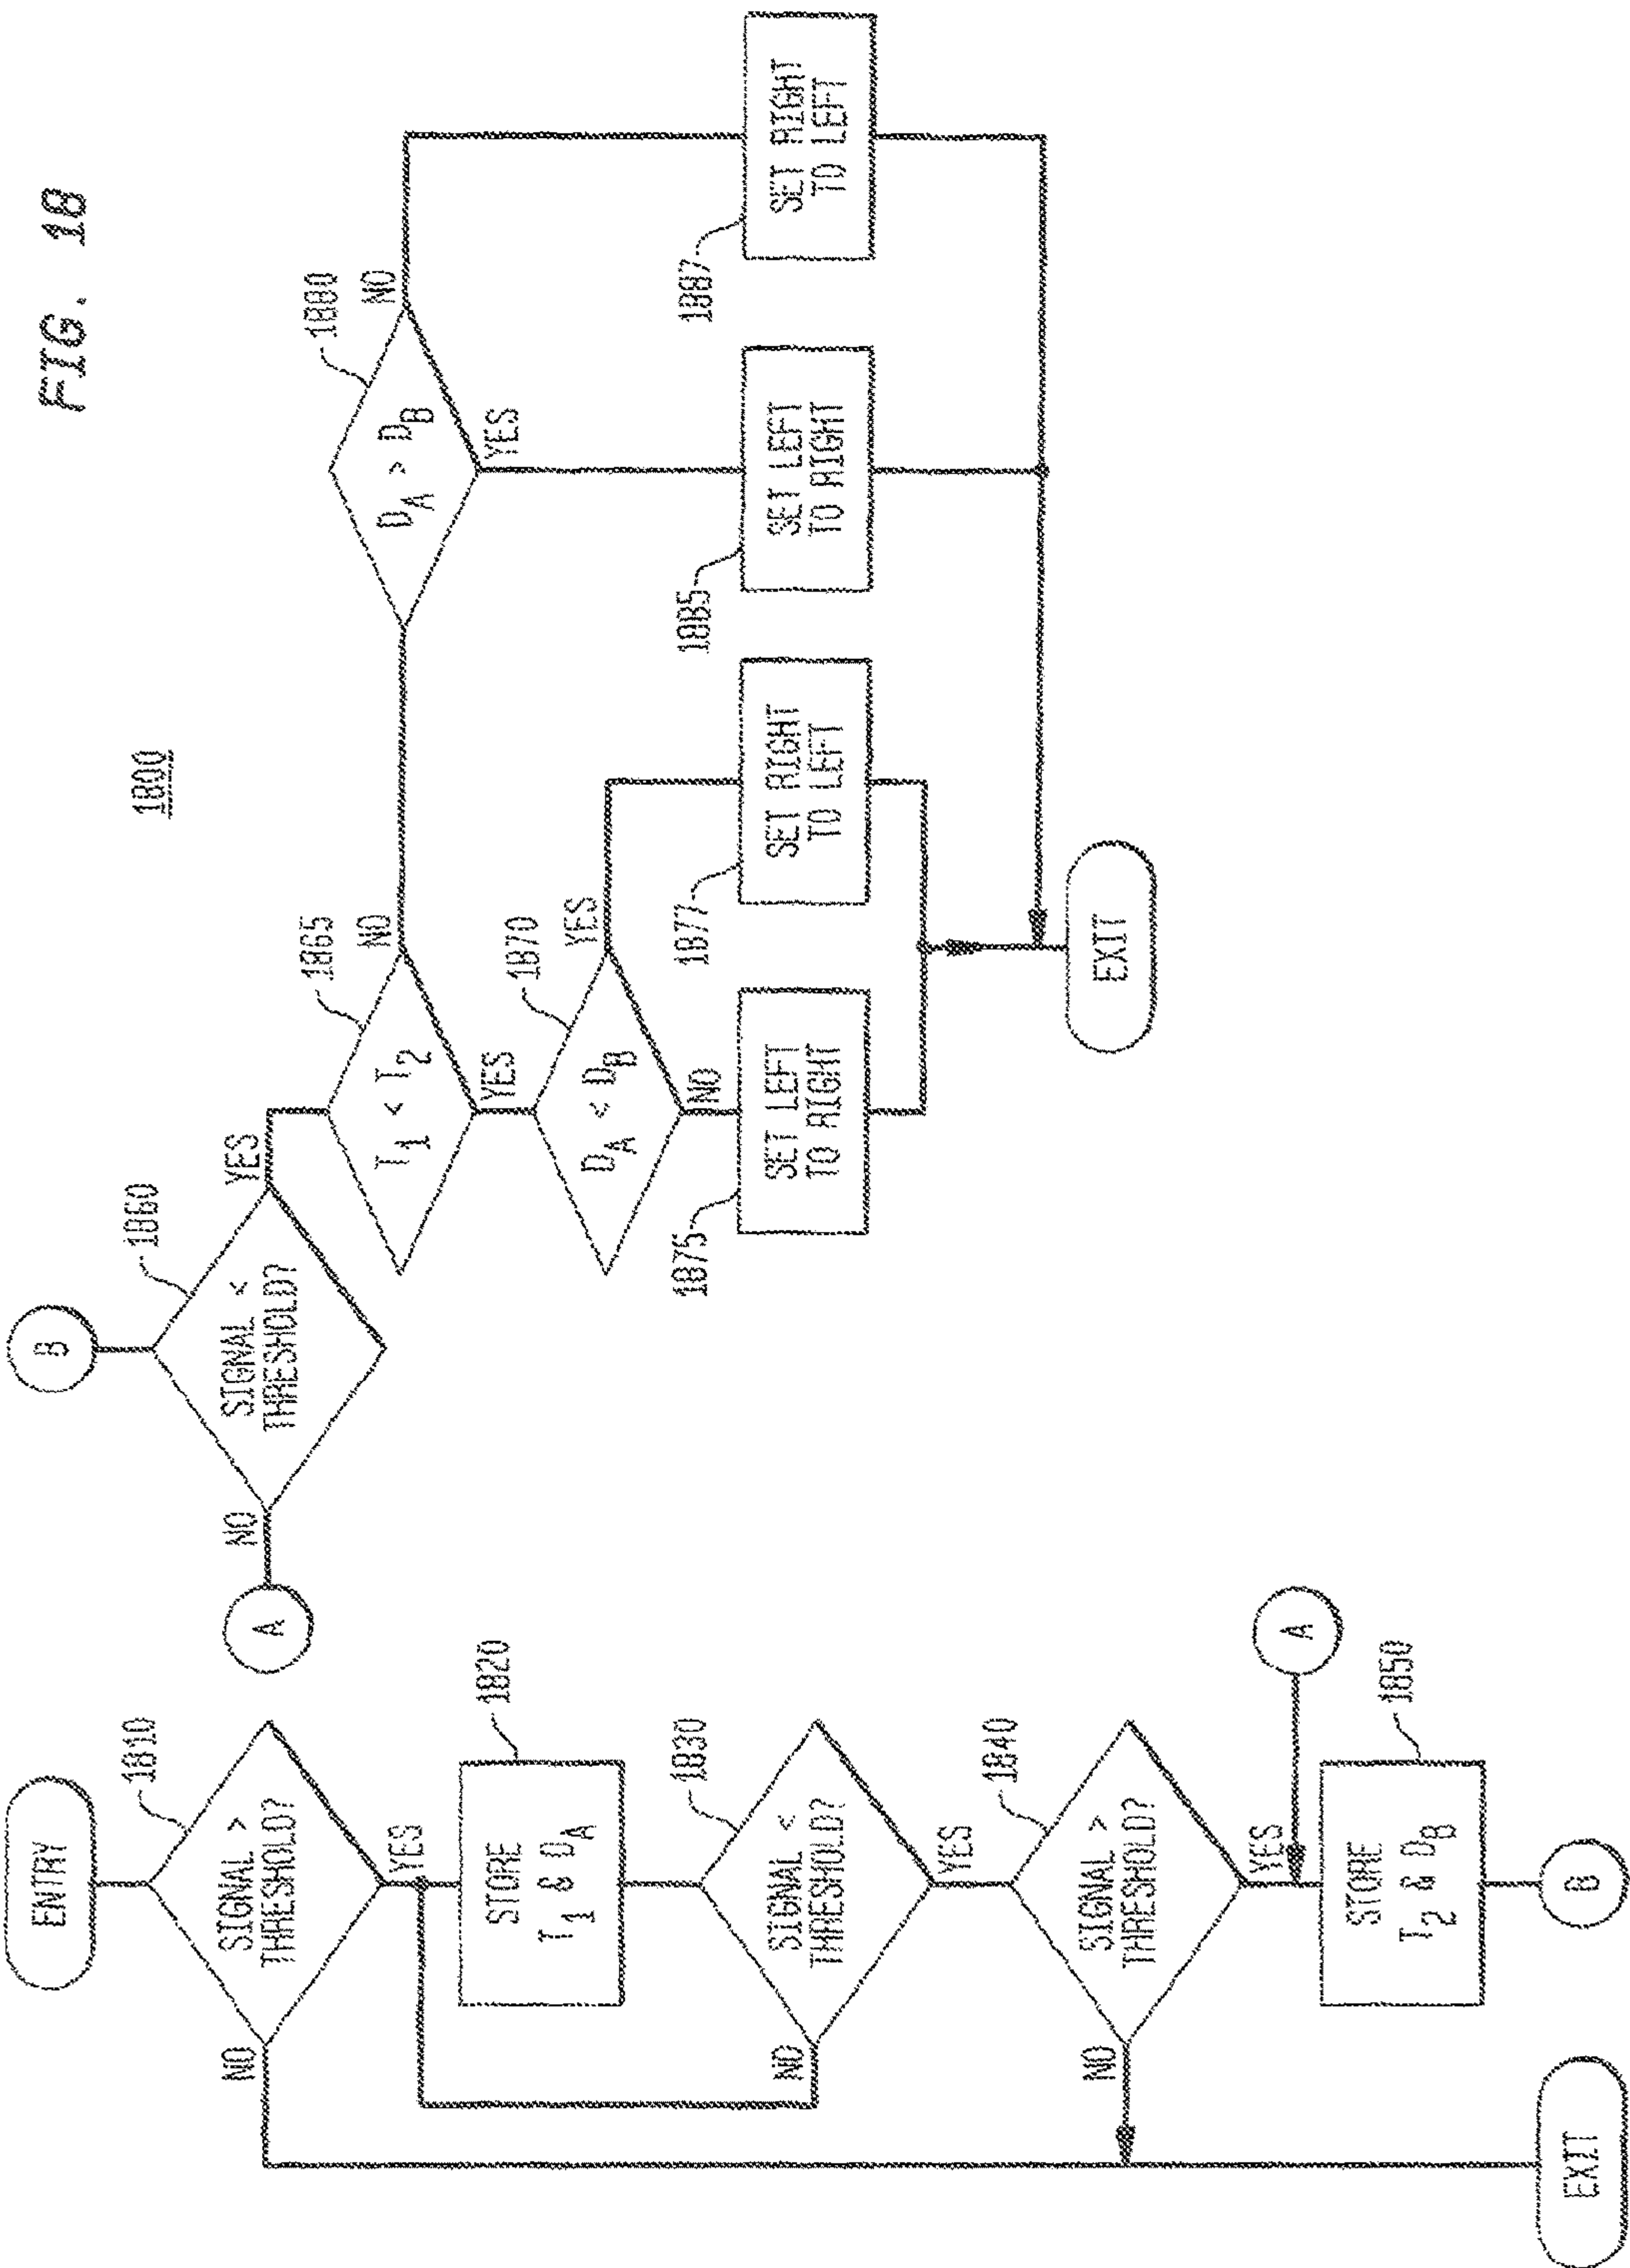 FIG. 18
1800
ENTRY
1810
SIGNAL >
THRESHOLD?
NO
YES
1820
STORE
T1 & DA
1830
SIGNAL <
THRESHOLD?
NO
YES
1840
SIGNAL >
THRESHOLD?
NO
YES
A
1850
STORE
T2 & DB
B
EXIT
B
1860
SIGNAL <
THRESHOLD?
NO
YES
A
1865
T1 < T2
NO
YES
1870
DA < DB
YES
NO
1875
SET LEFT
TO RIGHT
1877
SET RIGHT
TO LEFT
1880
DA > DB
NO
YES
1885
SET LEFT
TO RIGHT
1887
SET RIGHT
TO LEFT
EXIT